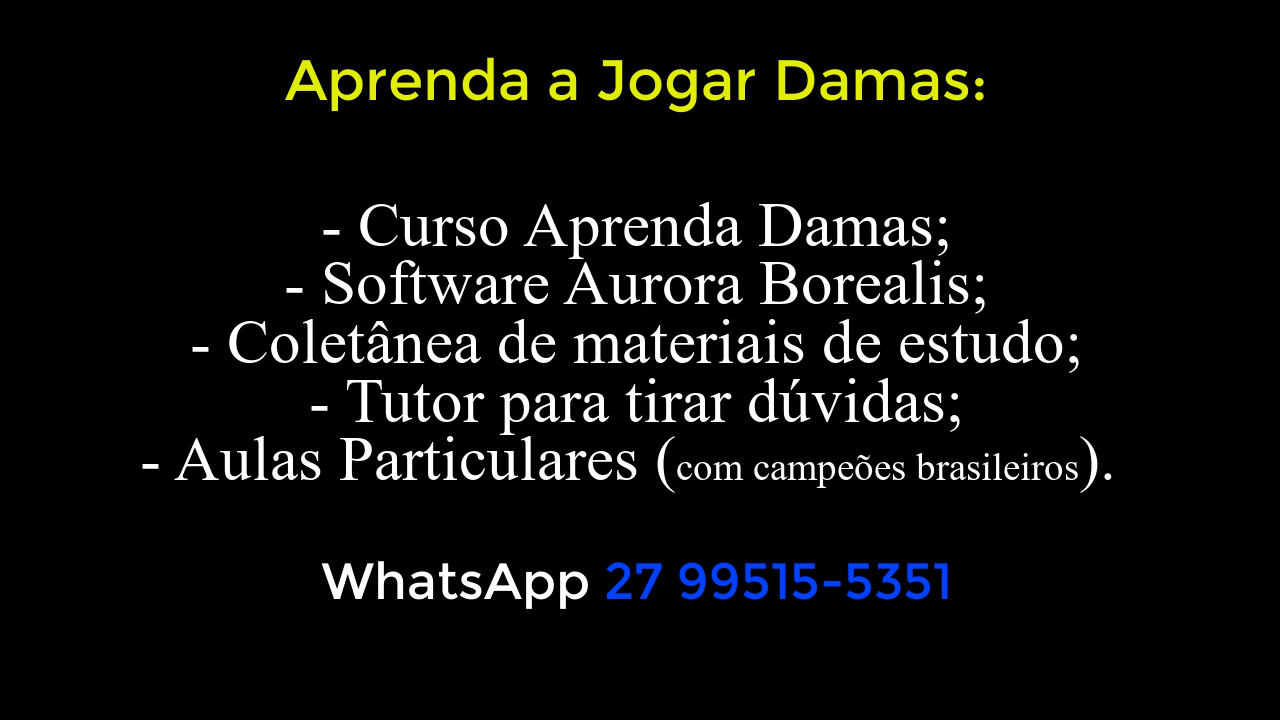 Aprenda a Jogar Damas:
- Curso Aprenda Damas;
- Software Aurora Borealis;
- Coletânea de materiais de estudo;
- Tutor para tirar dúvidas;
- Aulas Particulares (com campeões brasileiros).
WhatsApp 27 99515-5351